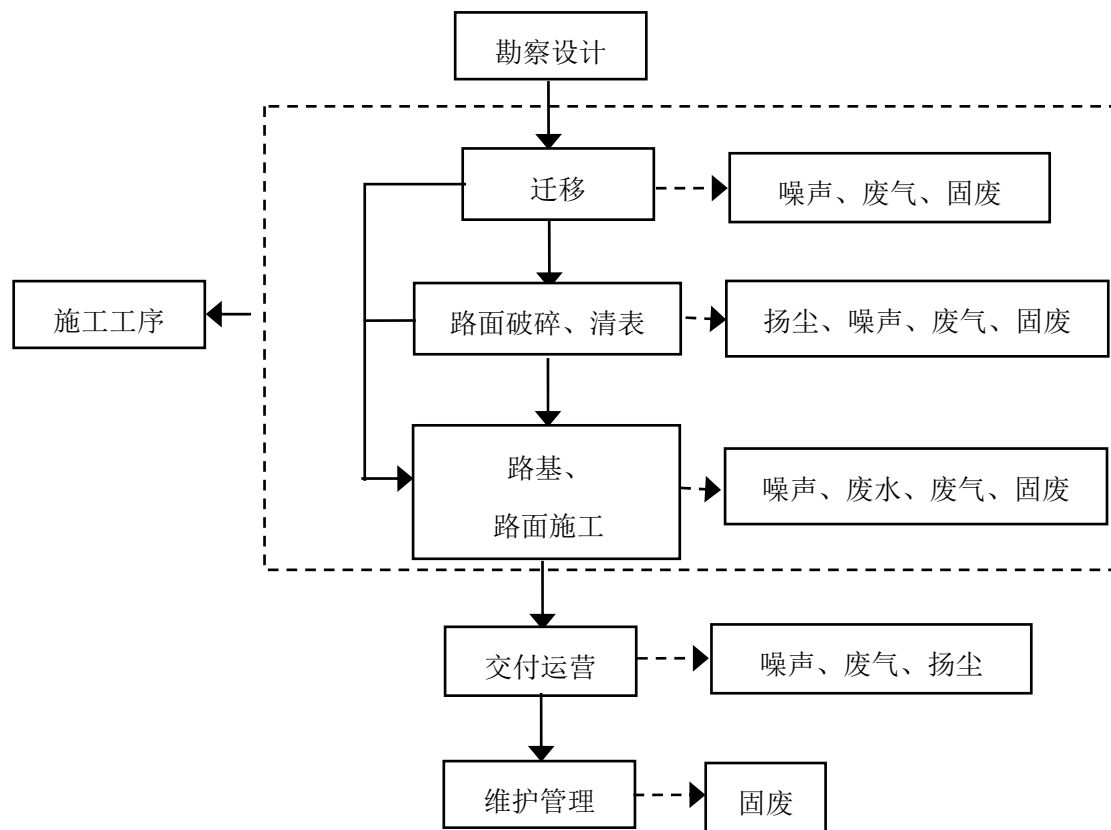 勘察设计
迁移
噪声、废气、固废
施工工序
路面破碎、清表
扬尘、噪声、废气、固废
路基、
路面施工
噪声、废水、废气、固废
交付运营
噪声、废气、扬尘
维护管理
固废